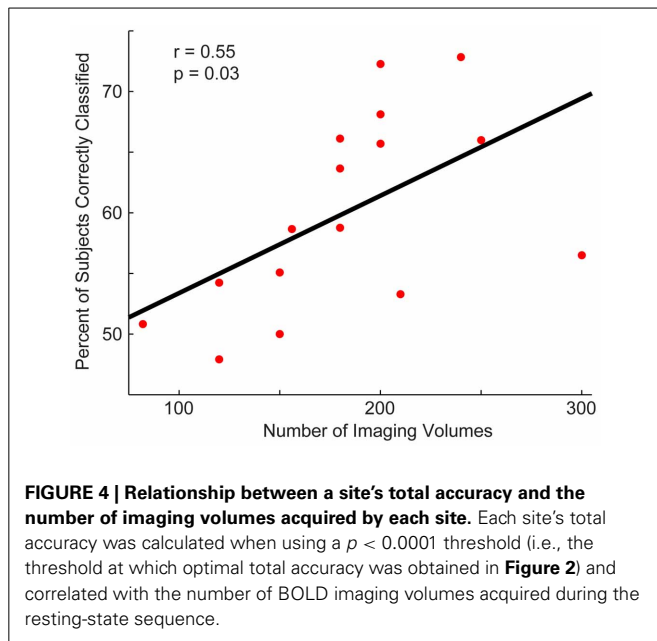 r = 0.55
p = 0.03
Percent of Subjects Correctly Classified
70
60
50
100
200
300
Number of Imaging Volumes
FIGURE 4 | Relationship between a site's total accuracy and the
number of imaging volumes acquired by each site. Each site's total
accuracy was calculated when using a p < 0.0001 threshold (i.e., the
threshold at which optimal total accuracy was obtained in Figure 2) and
correlated with the number of BOLD imaging volumes acquired during the
resting-state sequence.